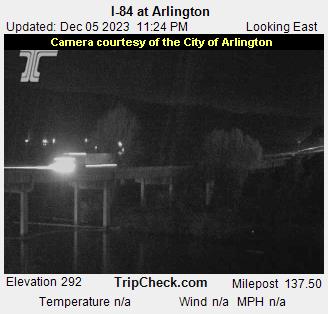 I-84 at Arlington
Updated: Dec 05 2023 11:24 PM Looking East
Camera courtesy of the City of Arlington
Elevation 292 TripCheck.com Milepost 137.50
Temperature n/a Wind n/a MPH n/a